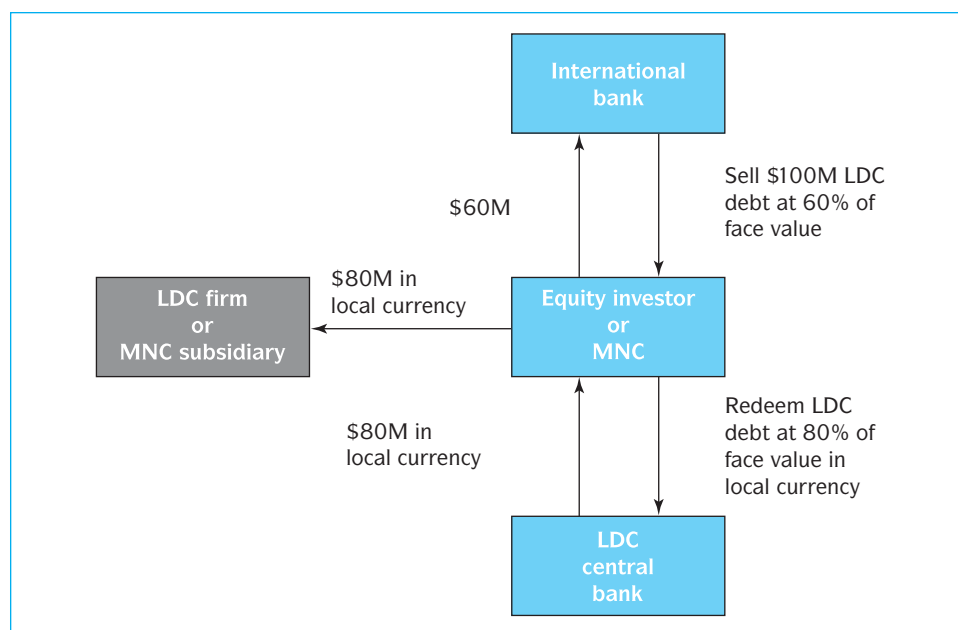 International
bank
Sell $100M LDC
debt at 60% of
face value
$60M
$80M in
local currency
LDC firm
or
MNC subsidiary
Equity investor
or
MNC
$80M in
local currency
Redeem LDC
debt at 80% of
face value in
local currency
LDC
central
bank